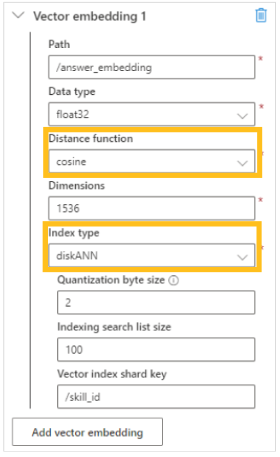 Vector embedding 1
Path
/answer_embedding
*
Data type
float32
*
Distance function
cosine
Dimensions
1536
*
Index type
diskANN
Quantization byte size
2
Indexing search list size
100
Vector index shard key
/skill_id
Add vector embedding